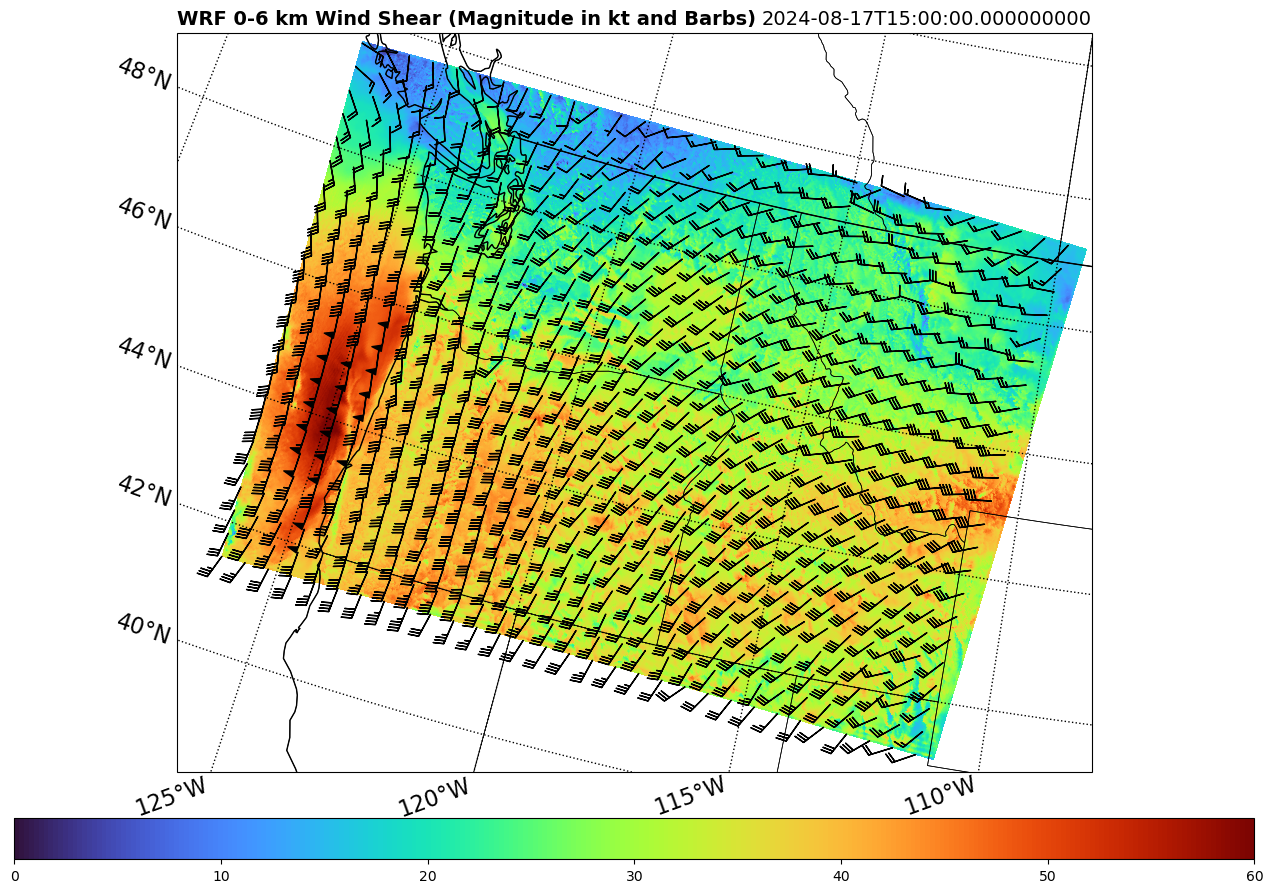 WRF 0-6 km Wind Shear (Magnitude in kt and Barbs) 2024-08-17T15:00:00.000000000
48°N
46°N
44°N
42°N
40°N
125°W 120°W 115°W 110°W
0 10 20 30 40 50 60